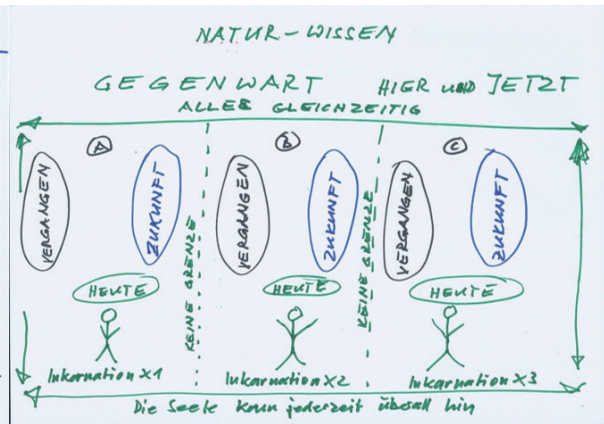 NATUR-WISSEN
GEGENWART HIER UND JETZT
ALLES GLEICHZEITIG
A B C
VERGANGEN ZUKUNFT VERGANGEN ZUKUNFT VERGANGEN ZUKUNFT
KEINE GRENZE KEINE GRENZE
HEUTE HEUTE HEUTE
Inkarnation X1 Inkarnation X2 Inkarnation X3
Die Seele kann jederzeit überall hin